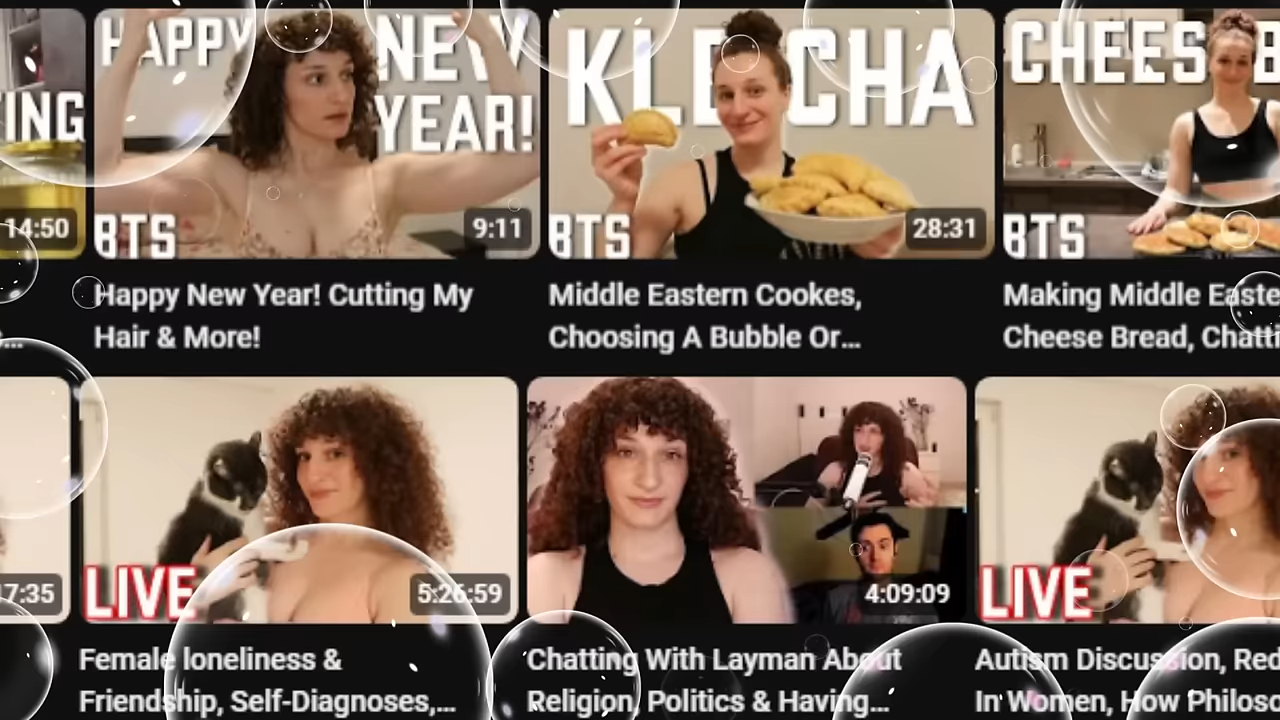 HAPPY NEW
YEAR!
BTS
9:11
KL CHA
BTS
28:31
CHEES B
BTS
ING
14:50
Happy New Year! Cutting My
Hair & More!
Middle Eastern Cookes,
Choosing A Bubble Or...
Making Middle Easte
Cheese Bread, Chatti
7:35
LIVE
5:26:59
4:09:09
LIVE
Female loneliness &
Friendship, Self-Diagnoses,...
Chatting With Layman About
Religion, Politics & Having...
Autism Discussion, Red
In Women, How Philoso